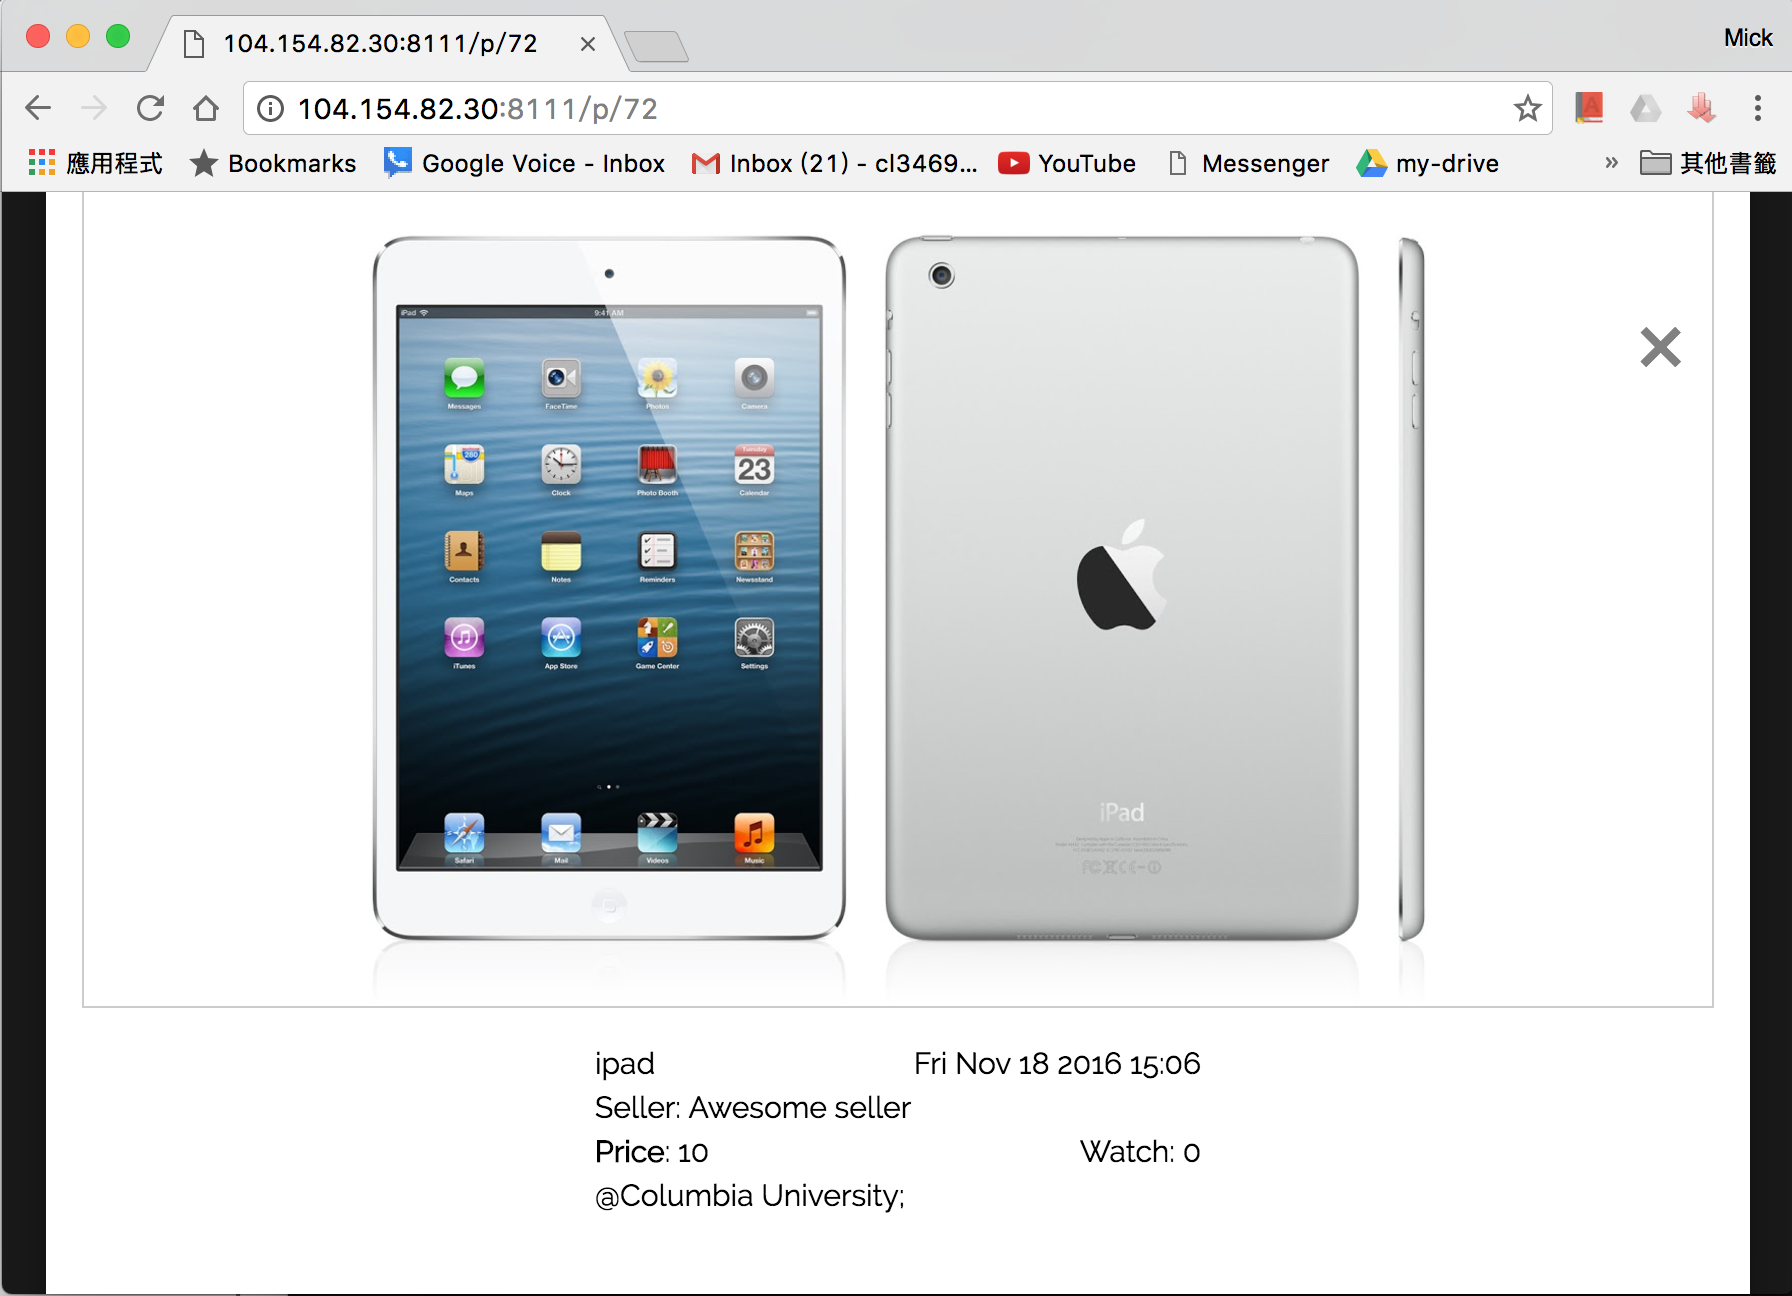 104.154.82.30:8111/p/72
Mick
104.154.82.30:8111/p/72
應用程式 Bookmarks Google Voice - Inbox Inbox (21) - cl3469... YouTube Messenger my-drive » 其他書籤
iPad 9:41 AM
Messages FaceTime Photos Camera
280 Tuesday 23
Maps Clock Photo Booth Calendar
Contacts Notes Reminders Newsstand
iTunes App Store Game Center Settings
Safari Mail Videos Music
iPad
ipad Fri Nov 18 2016 15:06
Seller: Awesome seller
Price: 10 Watch: 0
@Columbia University;